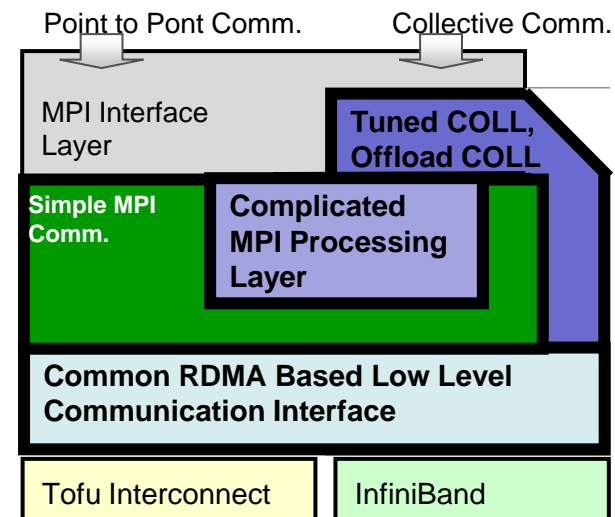 Point to Pont Comm.
Collective Comm.
MPI Interface
Layer
Tuned COLL,
Offload COLL
Simple MPI
Comm.
Complicated
MPI Processing
Layer
Common RDMA Based Low Level
Communication Interface
Tofu Interconnect
InfiniBand